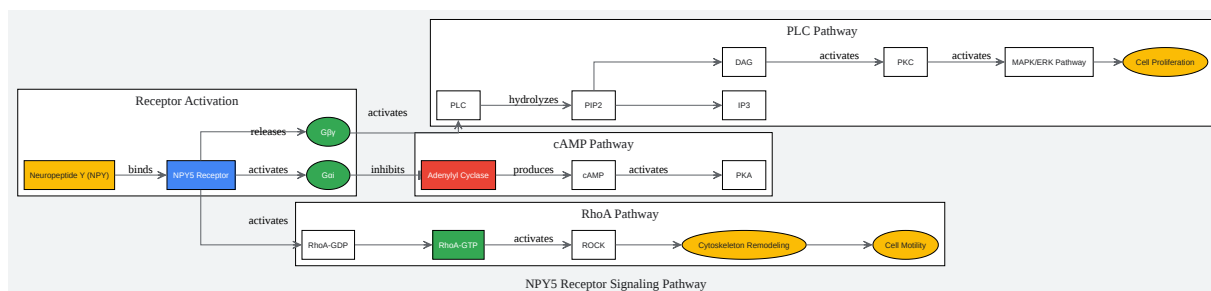 PLC Pathway
DAG
activates
PKC
activates
MAPK/ERK Pathway
Cell Proliferation
PLC
hydrolyzes
PIP2
IP3
Receptor Activation
activates
releases
Gβγ
Neuropeptide Y (NPY)
binds
NPY5 Receptor
activates
Gαi
inhibits
cAMP Pathway
Adenylyl Cyclase
produces
cAMP
activates
PKA
activates
RhoA Pathway
RhoA-GDP
RhoA-GTP
activates
ROCK
Cytoskeleton Remodeling
Cell Motility
NPY5 Receptor Signaling Pathway